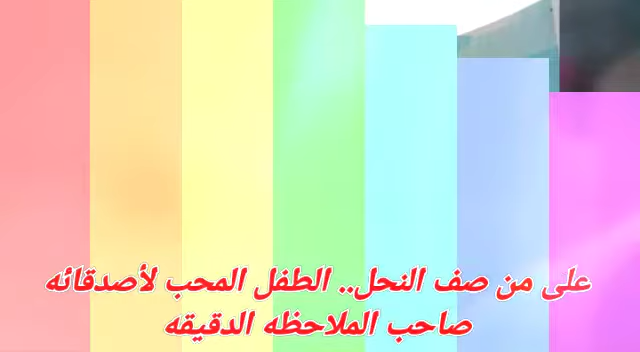 على من صف النحل.. الطفل المحب لأصدقائه
صاحب الملاحظه الدقيقه